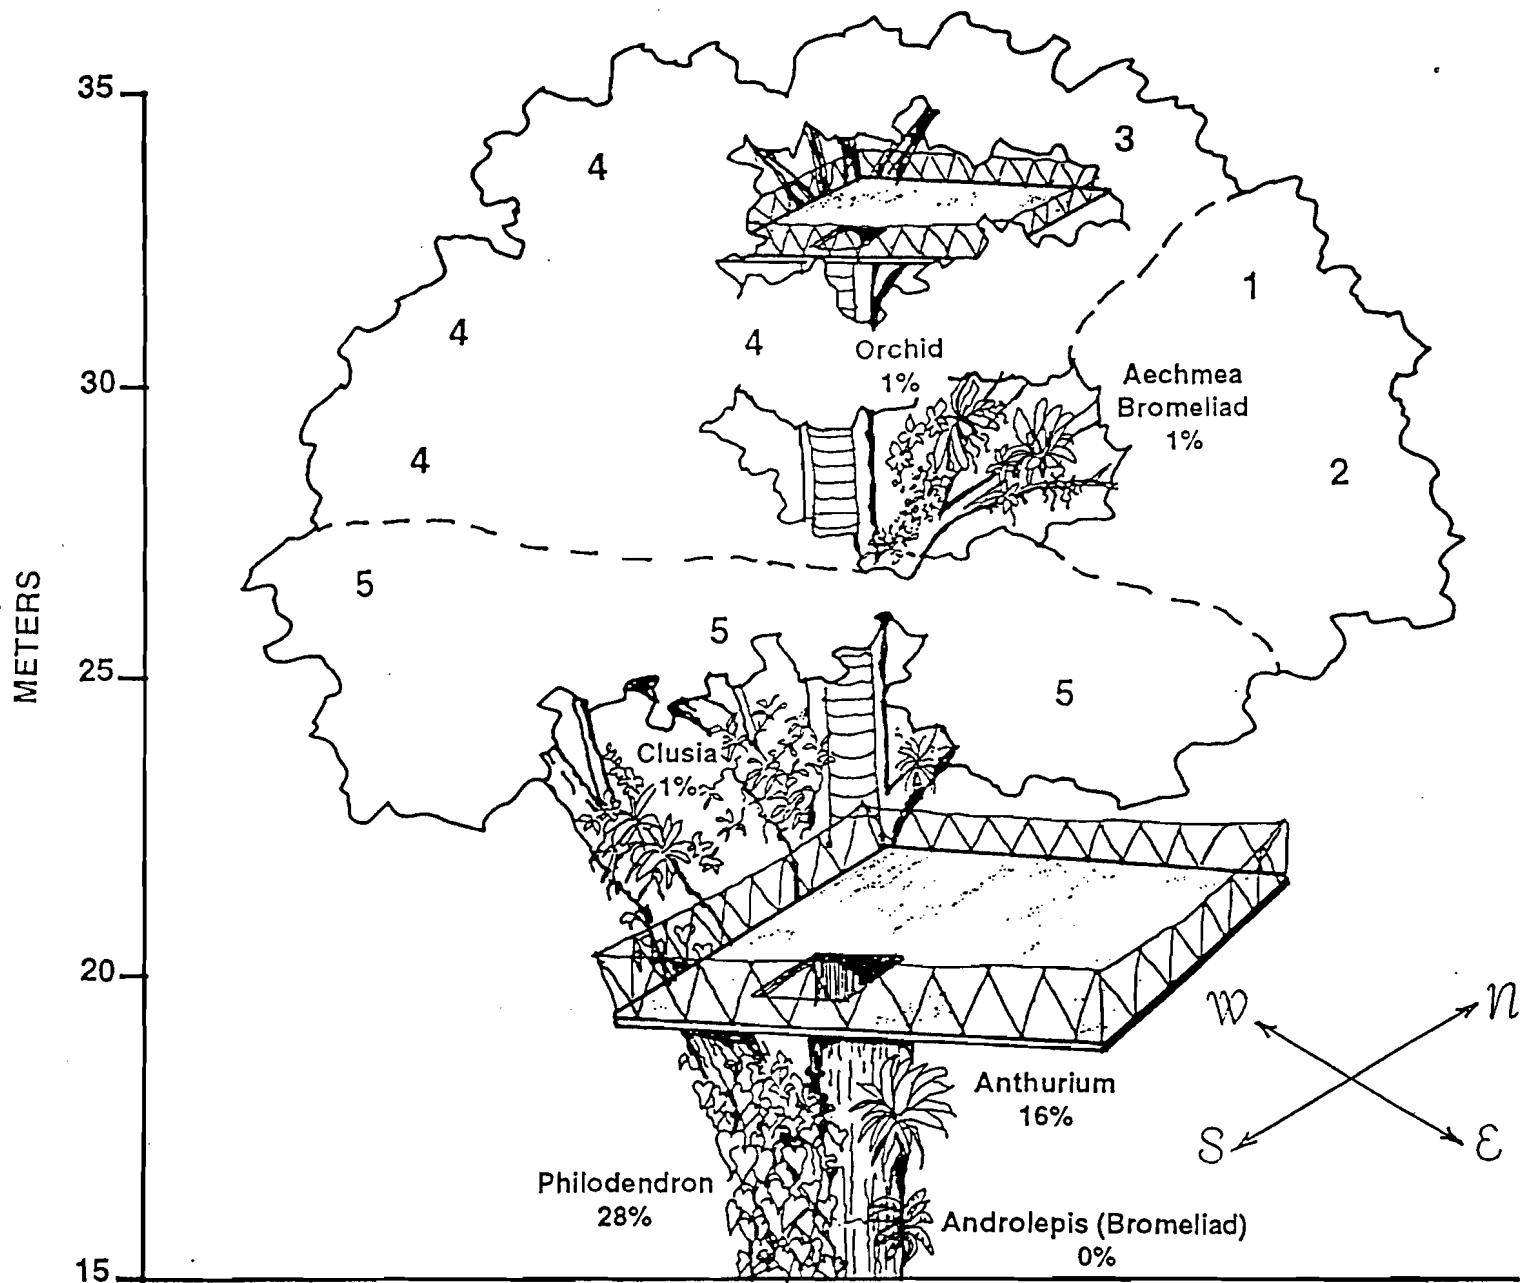 35
3
4
1
4
4
Orchid
1%
30
Aechmea
Bromeliad
1%
4
2
5
METERS
5
25
5
Clusia
1%
20
W
N
Anthurium
16%
S
E
Philodendron
28%
Androlepis (Bromeliad)
0%
15